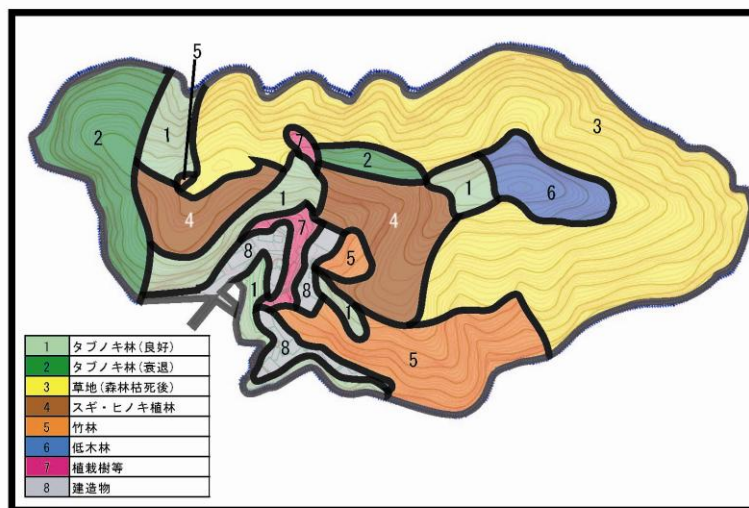 5
2
1
3
7
2
1
6
4
1
4
7
8
5
8
1
1
8
5
1 タブノキ林(良好)
2 タブノキ林(衰退)
3 草地(森林枯死後)
4 スギ・ヒノキ植林
5 竹林
6 低木林
7 植栽樹等
8 建造物